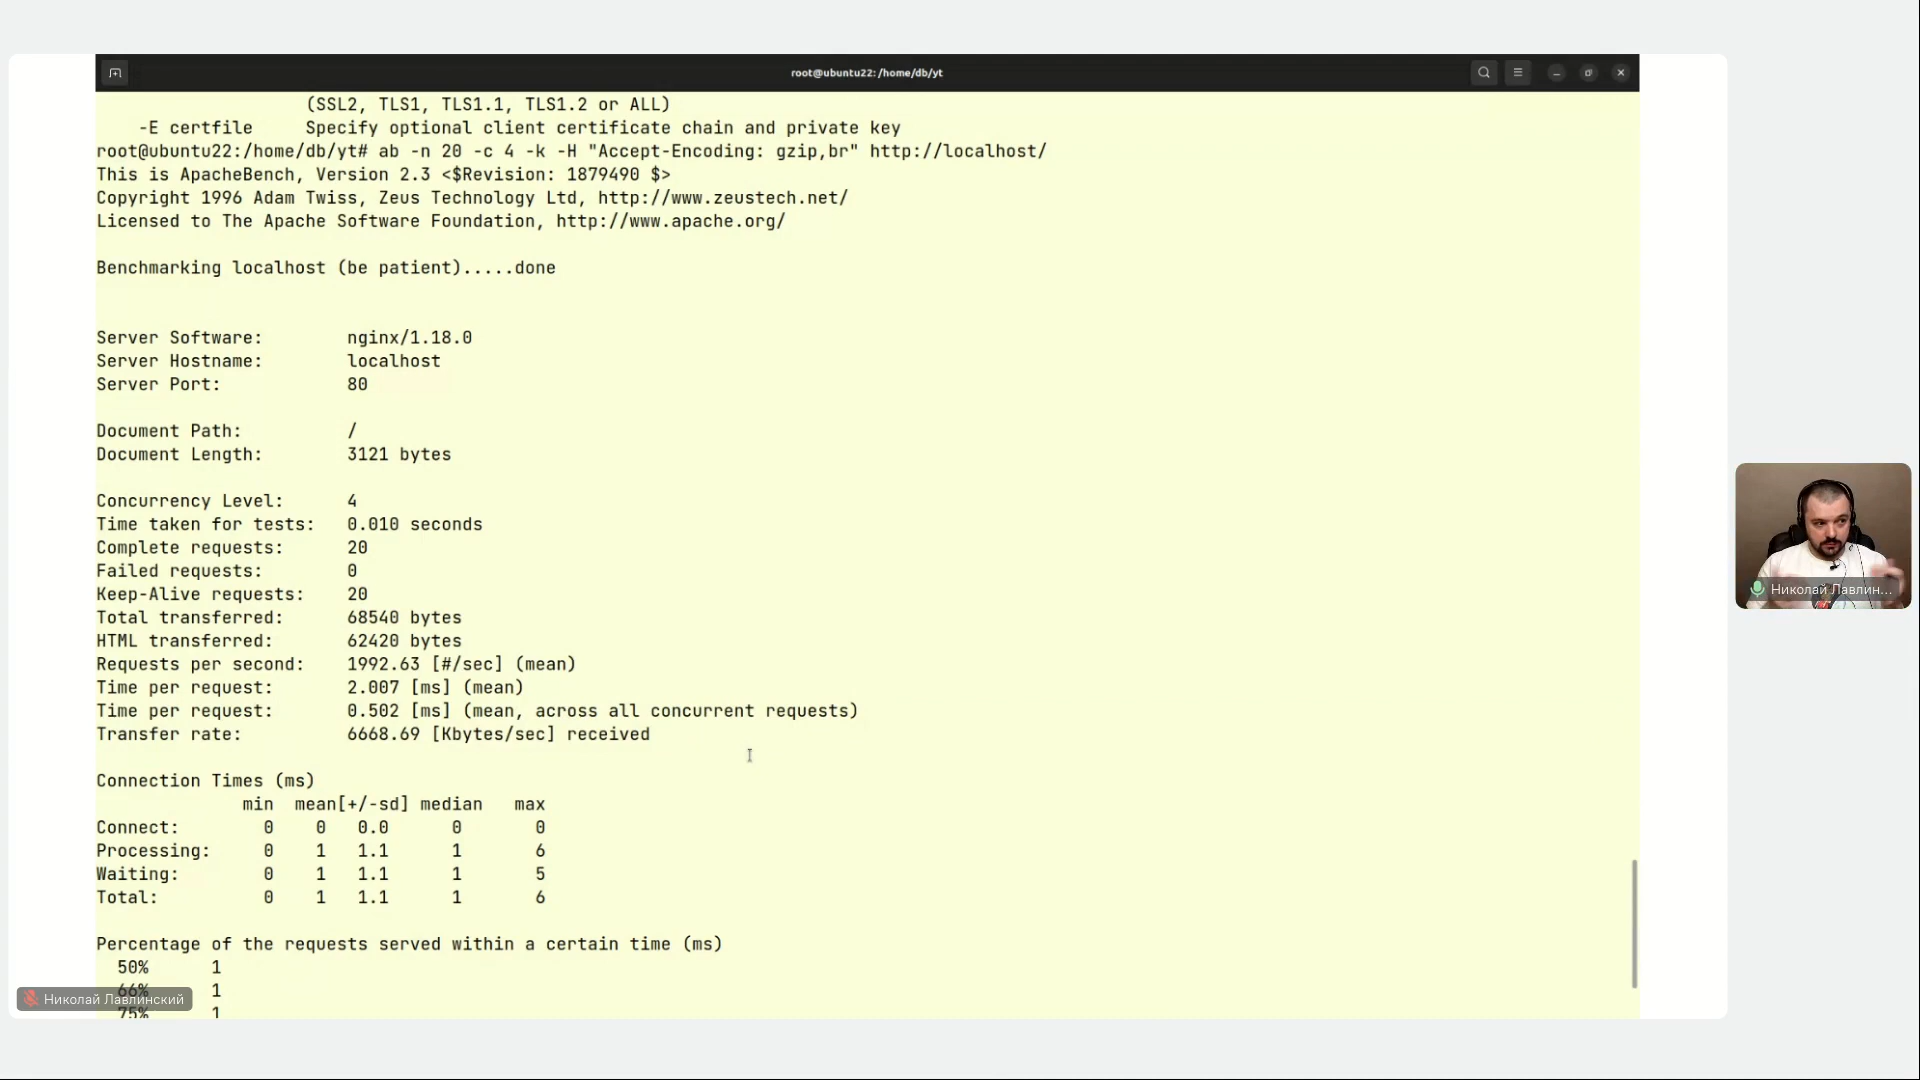 root@ubuntu22: /home/db/yt
(SSL2, TLS1, TLS1.1, TLS1.2 or ALL)
-E certfile     Specify optional client certificate chain and private key
root@ubuntu22:/home/db/yt# ab -n 20 -c 4 -k -H "Accept-Encoding: gzip,br" http://localhost/
This is ApacheBench, Version 2.3 <$Revision: 1879490 $>
Copyright 1996 Adam Twiss, Zeus Technology Ltd, http://www.zeustech.net/
Licensed to The Apache Software Foundation, http://www.apache.org/
Benchmarking localhost (be patient).....done
Server Software:        nginx/1.18.0
Server Hostname:        localhost
Server Port:            80
Document Path:          /
Document Length:        3121 bytes
Concurrency Level:      4
Time taken for tests:   0.010 seconds
Complete requests:      20
Failed requests:        0
Keep-Alive requests:    20
Total transferred:      68540 bytes
HTML transferred:       62420 bytes
Requests per second:    1992.63 [#/sec] (mean)
Time per request:       2.007 [ms] (mean)
Time per request:       0.502 [ms] (mean, across all concurrent requests)
Transfer rate:          6668.69 [Kbytes/sec] received
Connection Times (ms)
              min  mean[+/-sd] median   max
Connect:        0    0   0.0      0       0
Processing:     0    1   1.1      1       6
Waiting:        0    1   1.1      1       5
Total:          0    1   1.1      1       6
Percentage of the requests served within a certain time (ms)
  50%      1
  66%      1
  75%      1
Николай Лавлинский
Николай Лавлин...